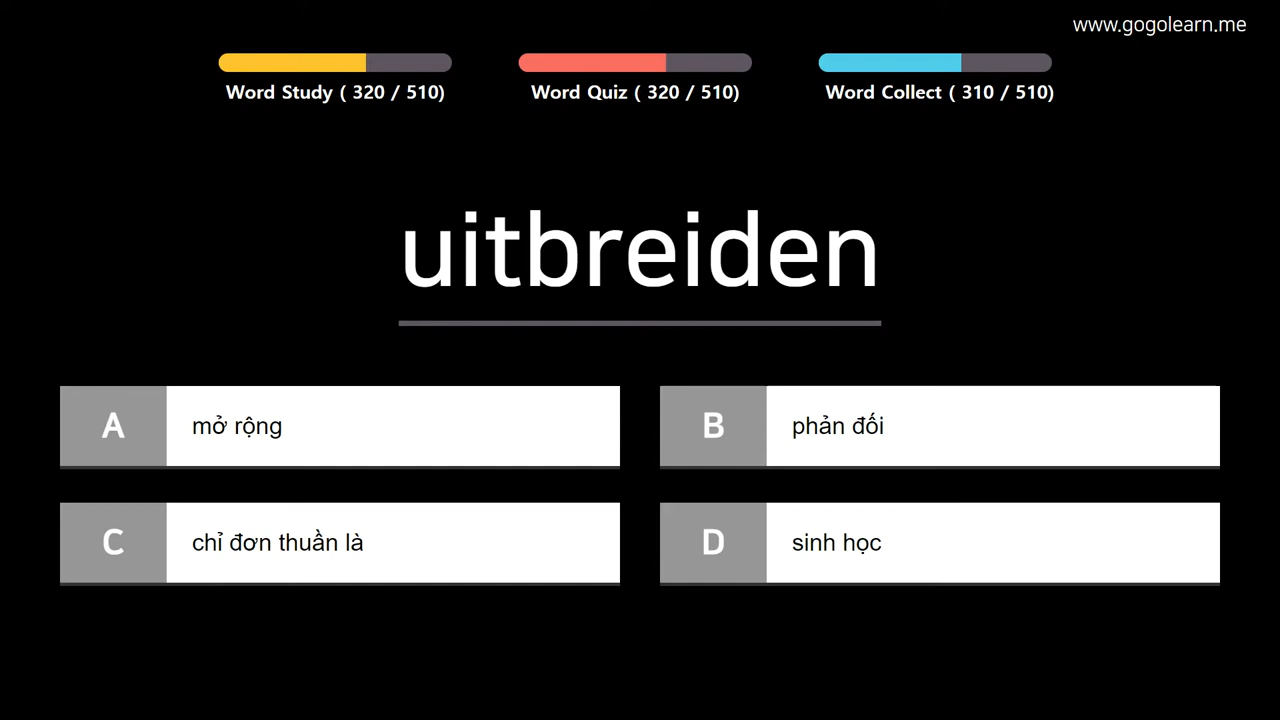 www.gogolearn.me
Word Study ( 320 / 510)
Word Quiz ( 320 / 510)
Word Collect ( 310 / 510)
uitbreiden
A
mở rộng
B
phản đối
C
chỉ đơn thuần là
D
sinh học